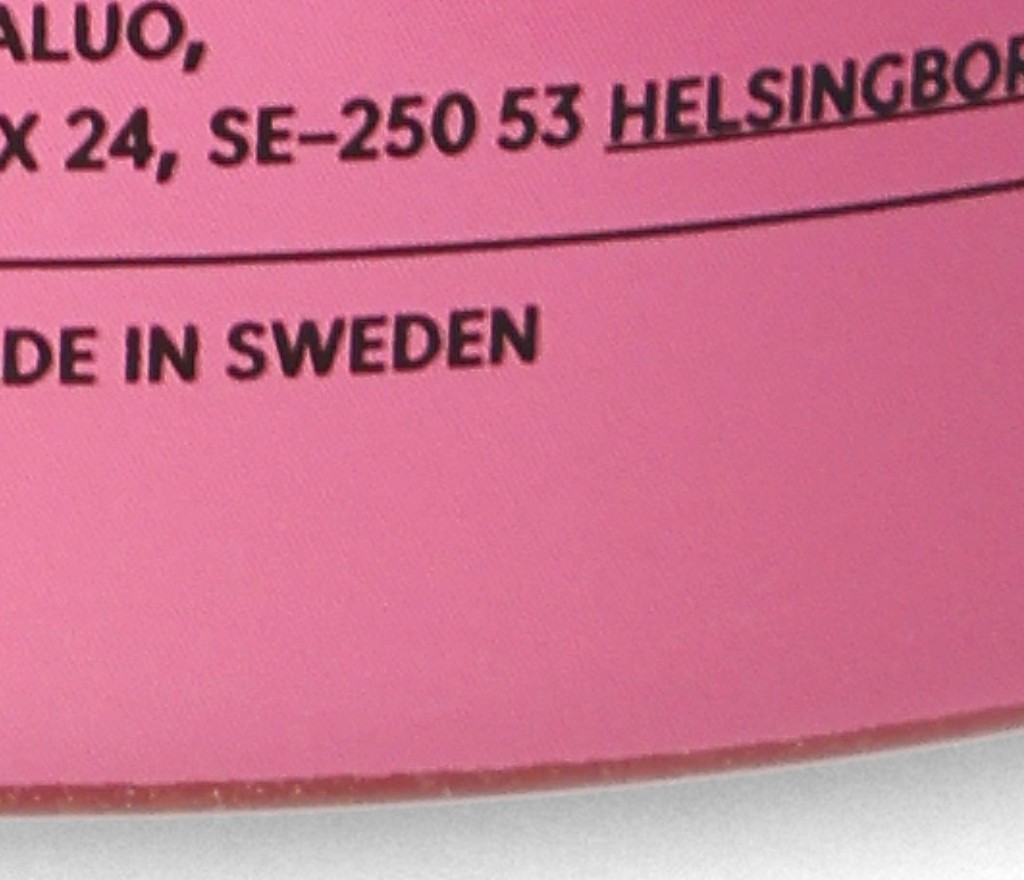 ALUO,
X 24, SE–250 53 HELSINGBOR
DE IN SWEDEN